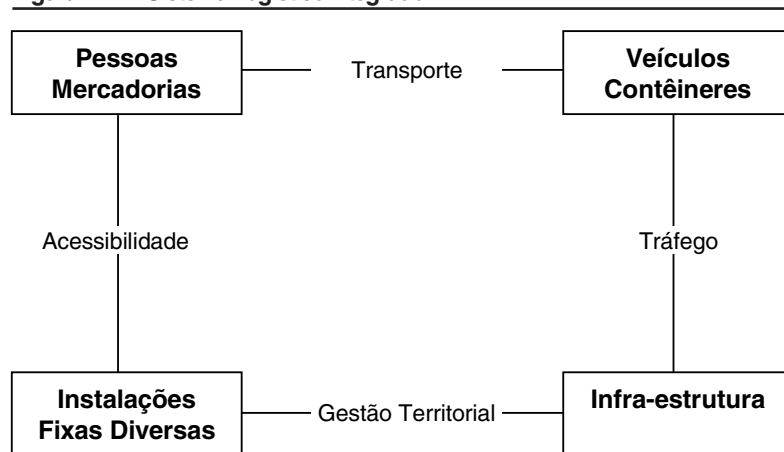 Pessoas
Mercadorias
Transporte
Veículos
Contêineres
Acessibilidade
Tráfego
Instalações
Fixas Diversas
Gestão Territorial
Infra-estrutura